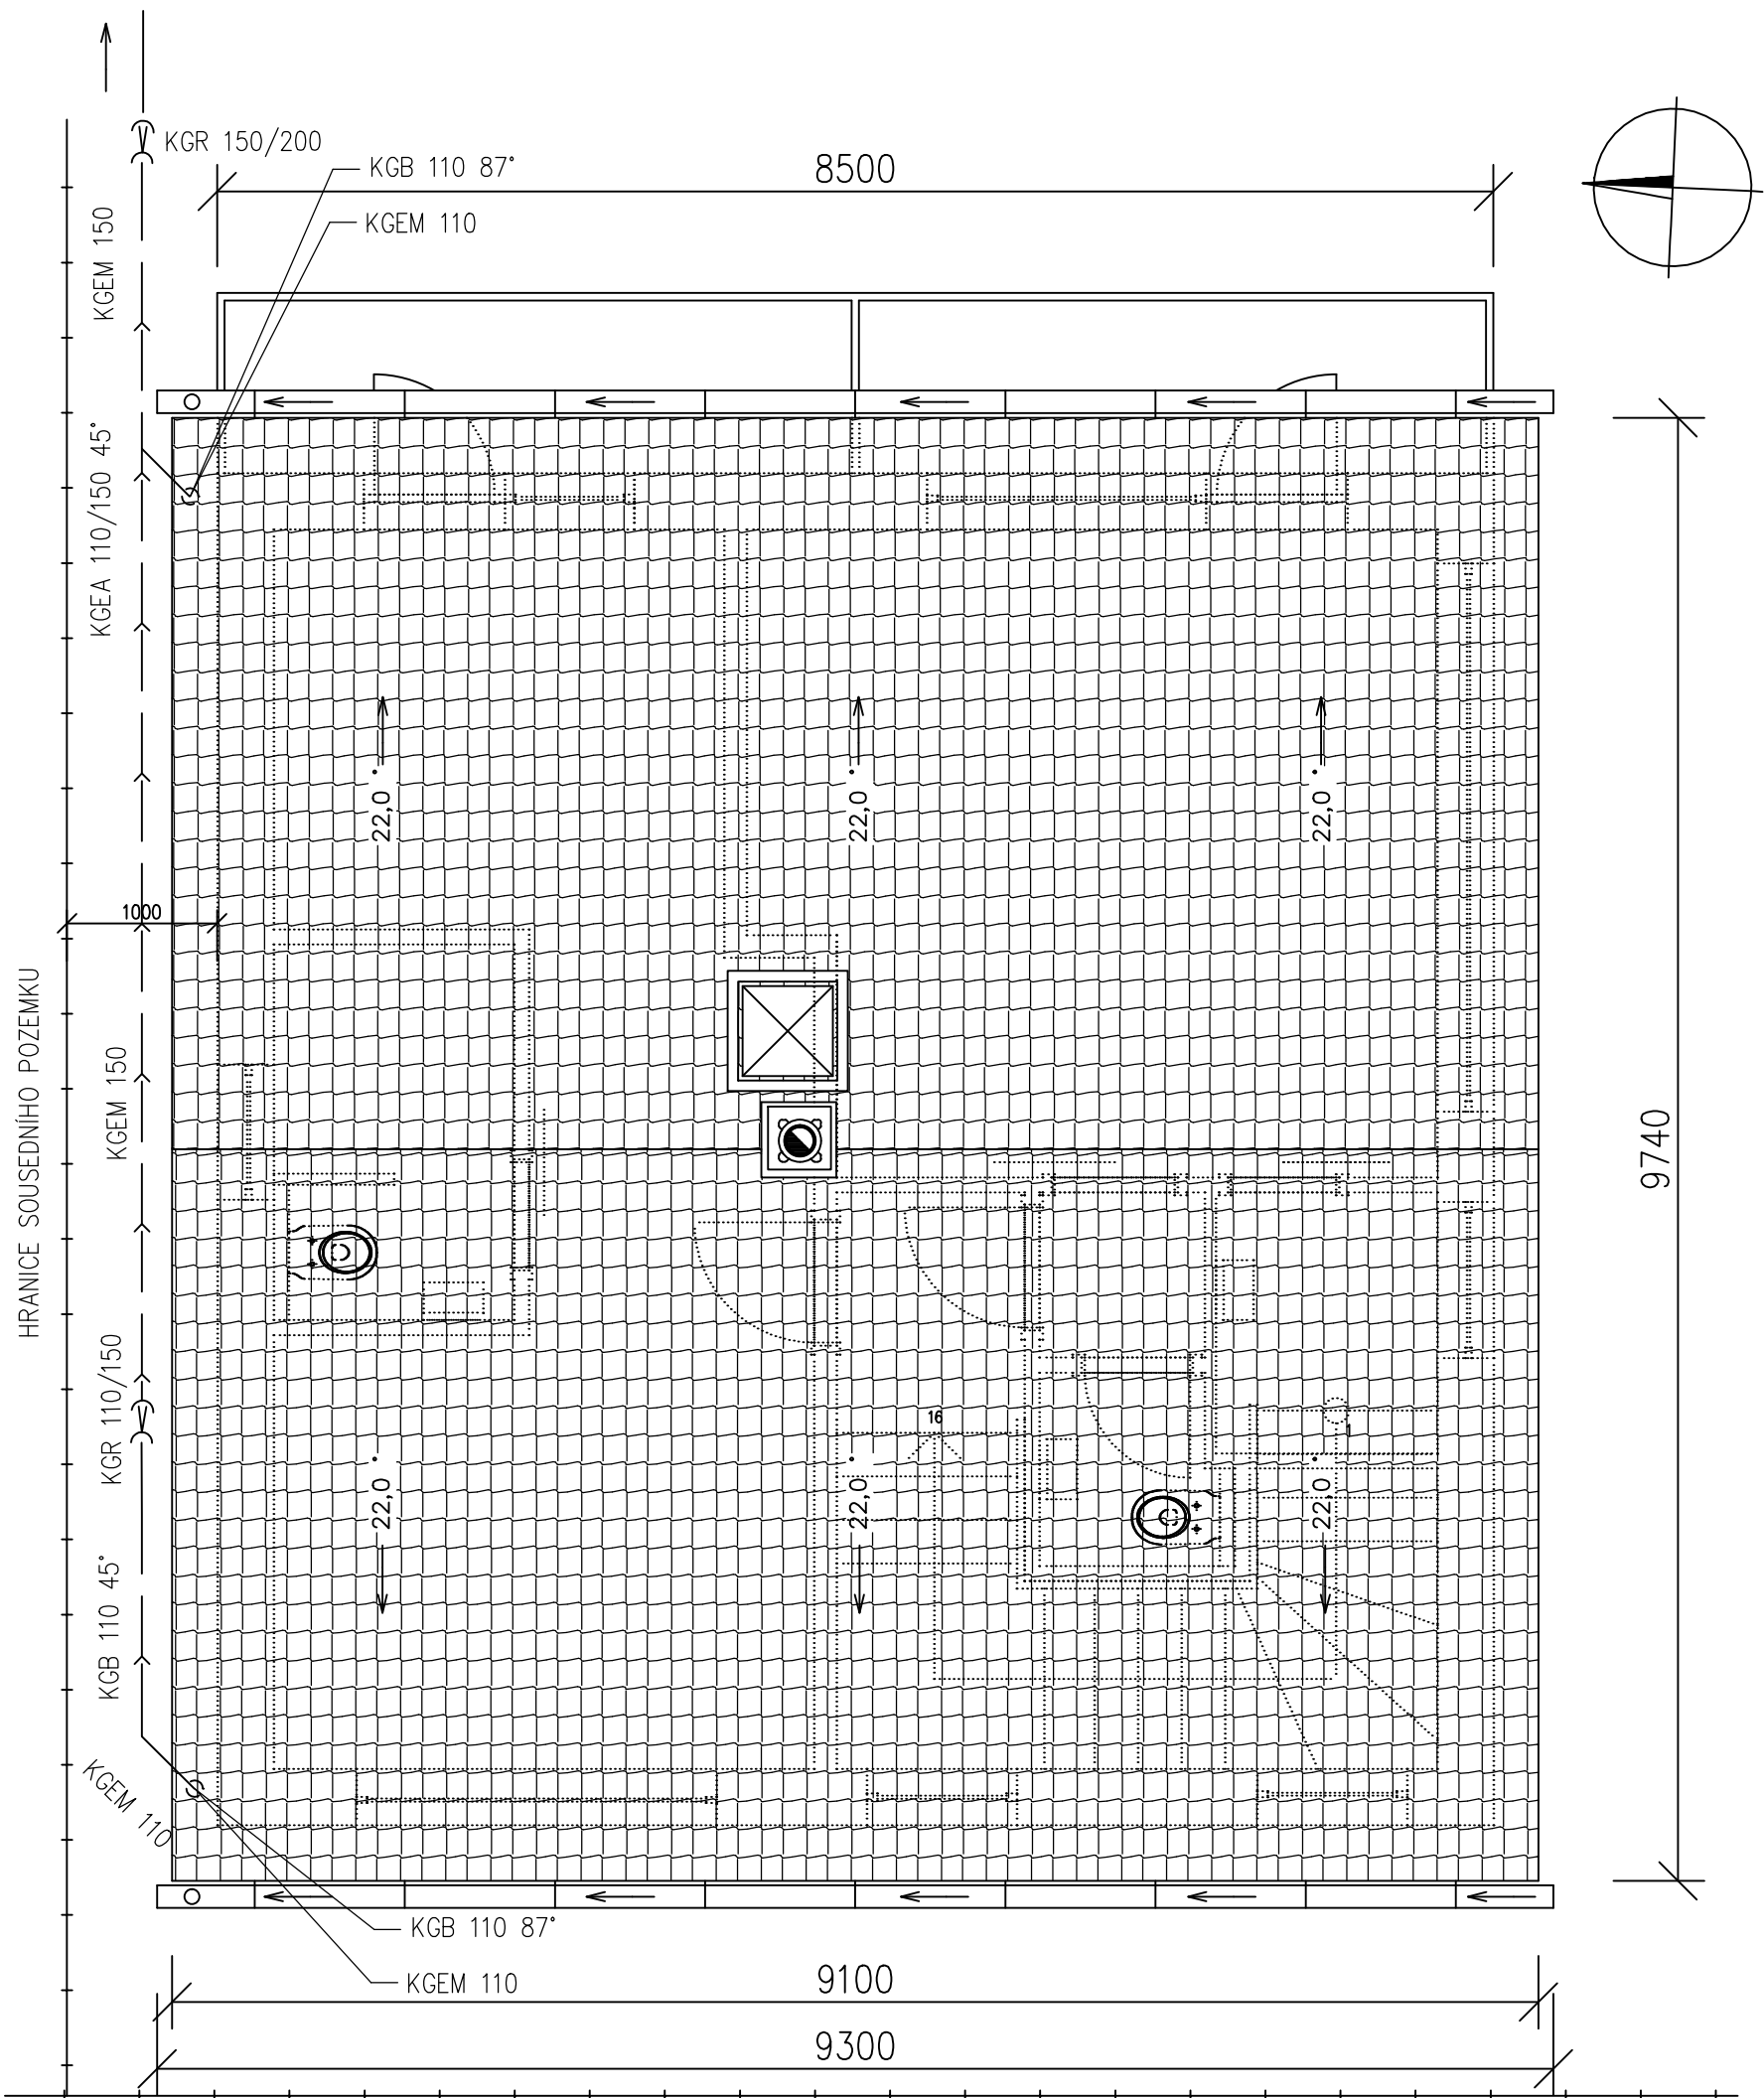 KGR 150/200
KGB 110 87°
8500
KGEM 110
KGEM 150
KGEA 110/150 45°
22,0°
22,0°
22,0°
1000
HRANICE SOUSEDNÍHO POZEMKU
KGEM 150
9740
KGR 110/150
16
1
22,0°
22,0°
22,0°
KGB 110 45°
KGEM 110
KGB 110 87°
KGEM 110
9100
9300